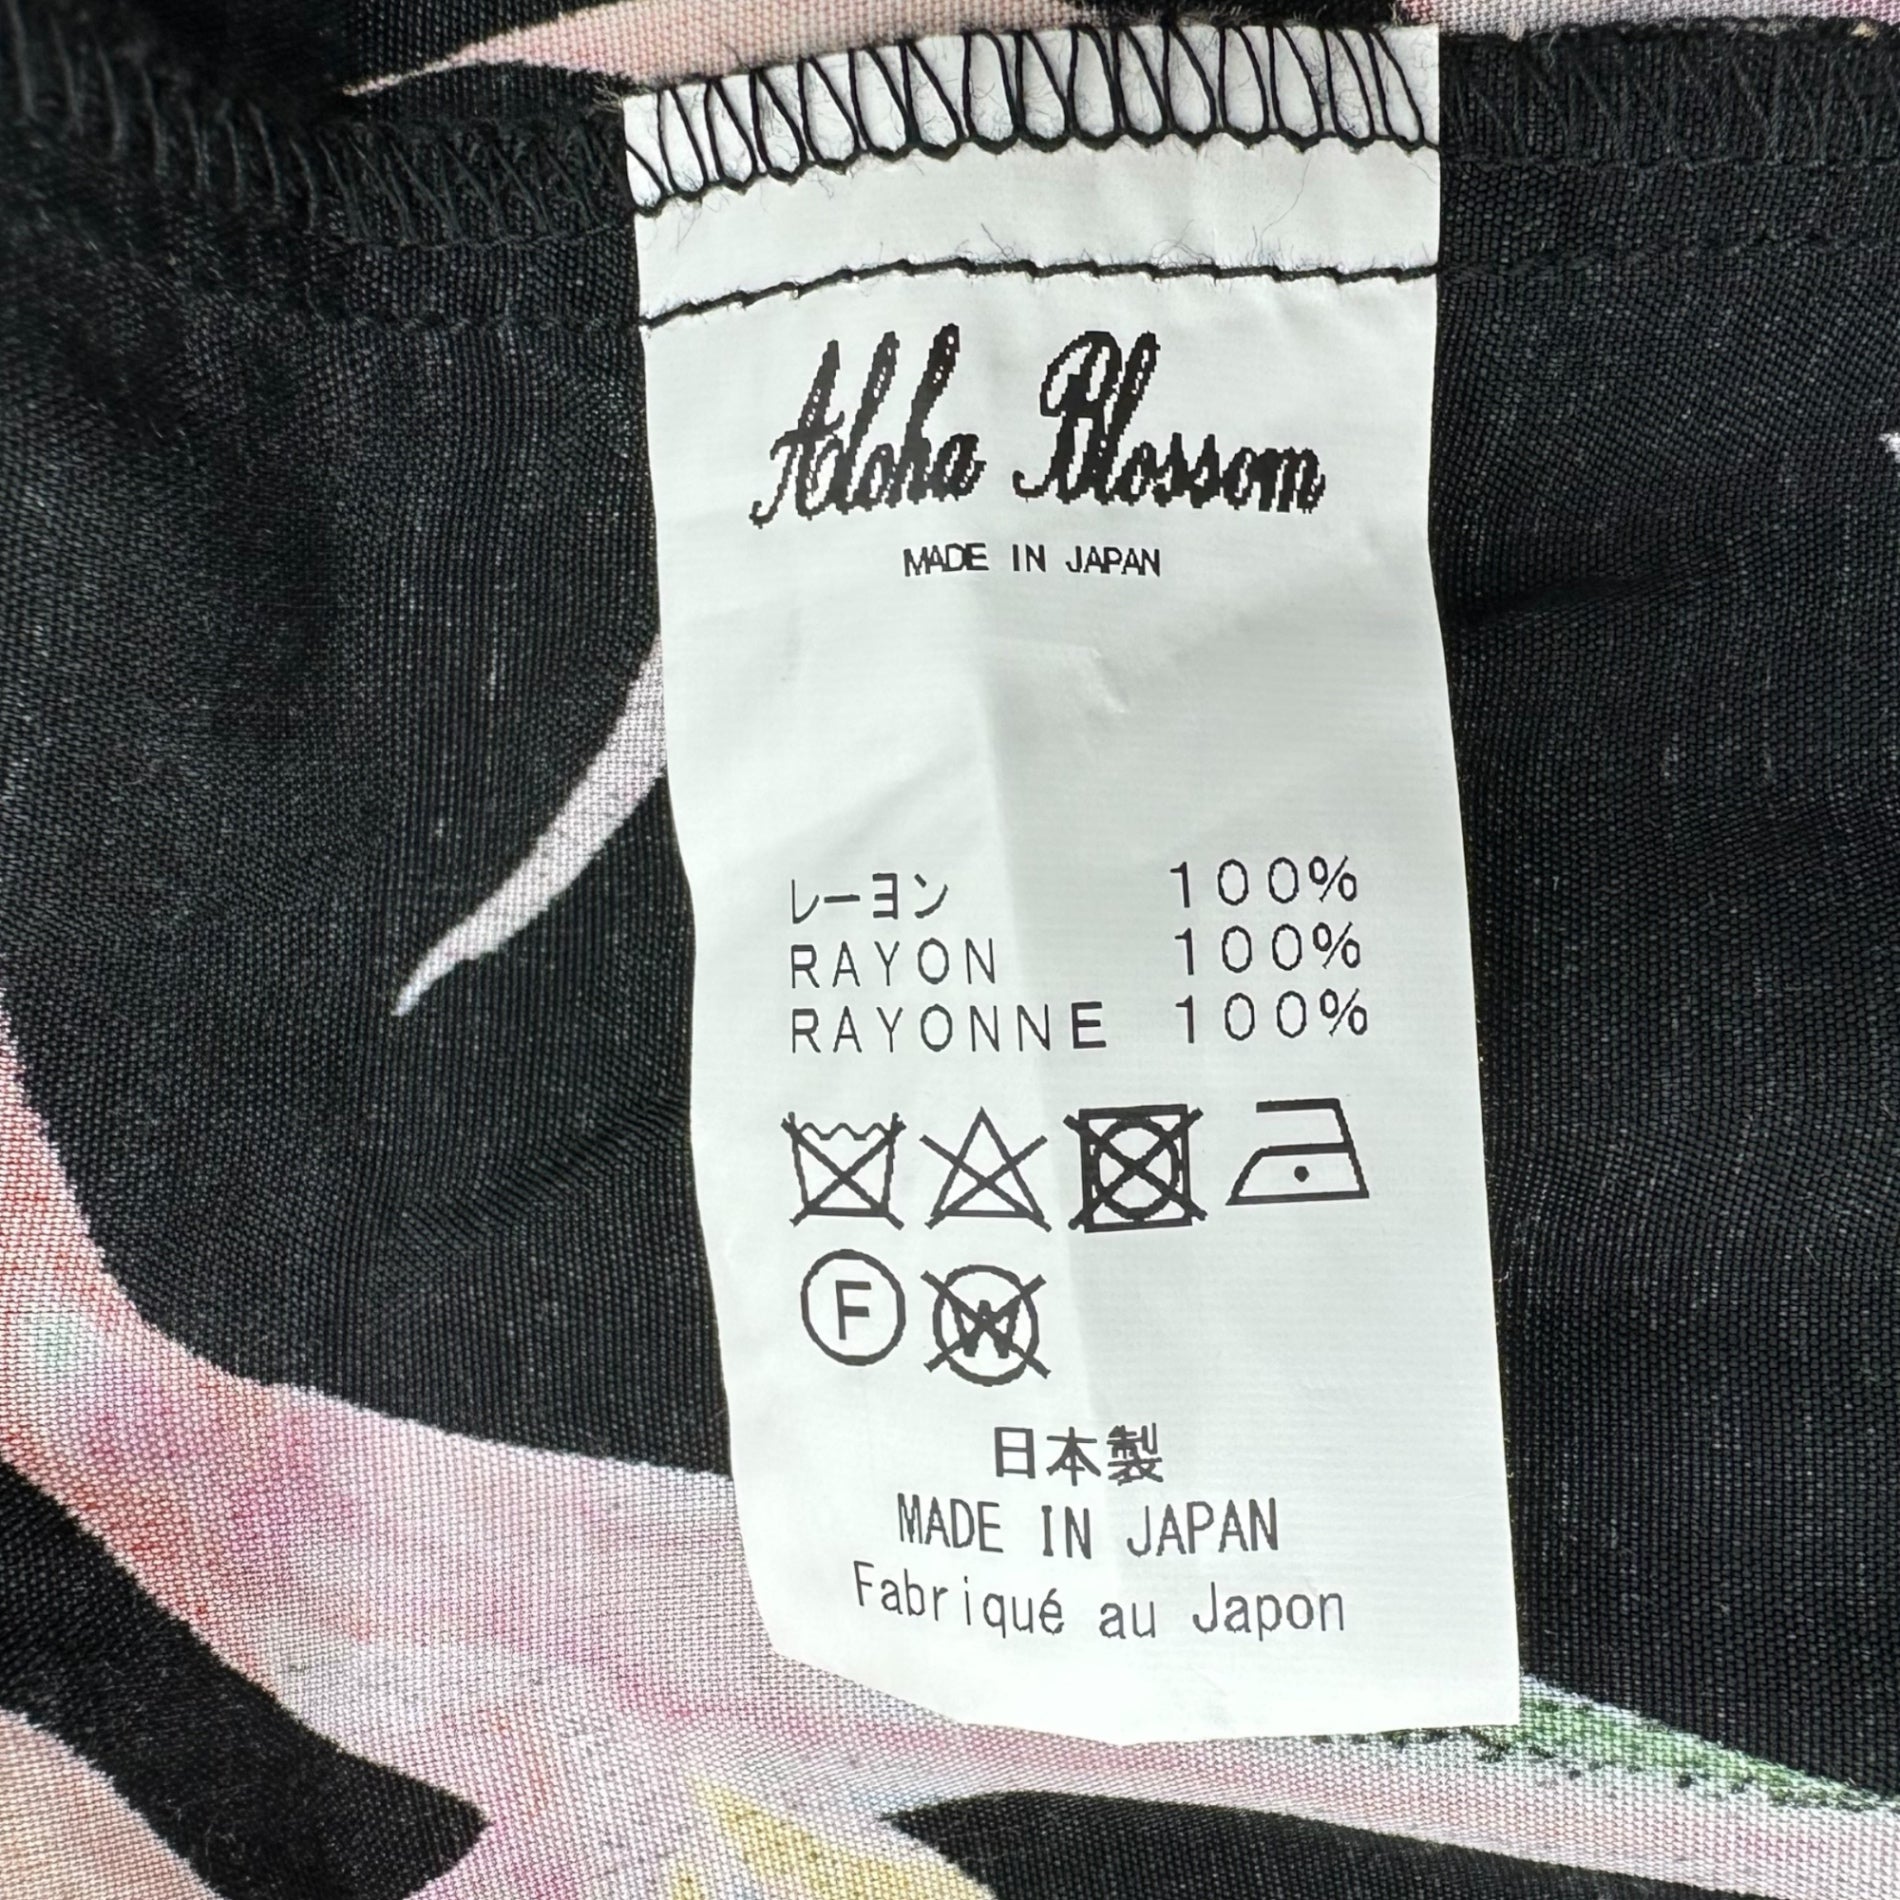 Aloha Blossom
MADE IN JAPAN
レーヨン 100%
RAYON 100%
RAYONNE 100%
F W
日本製
MADE IN JAPAN
Fabriqué au Japon